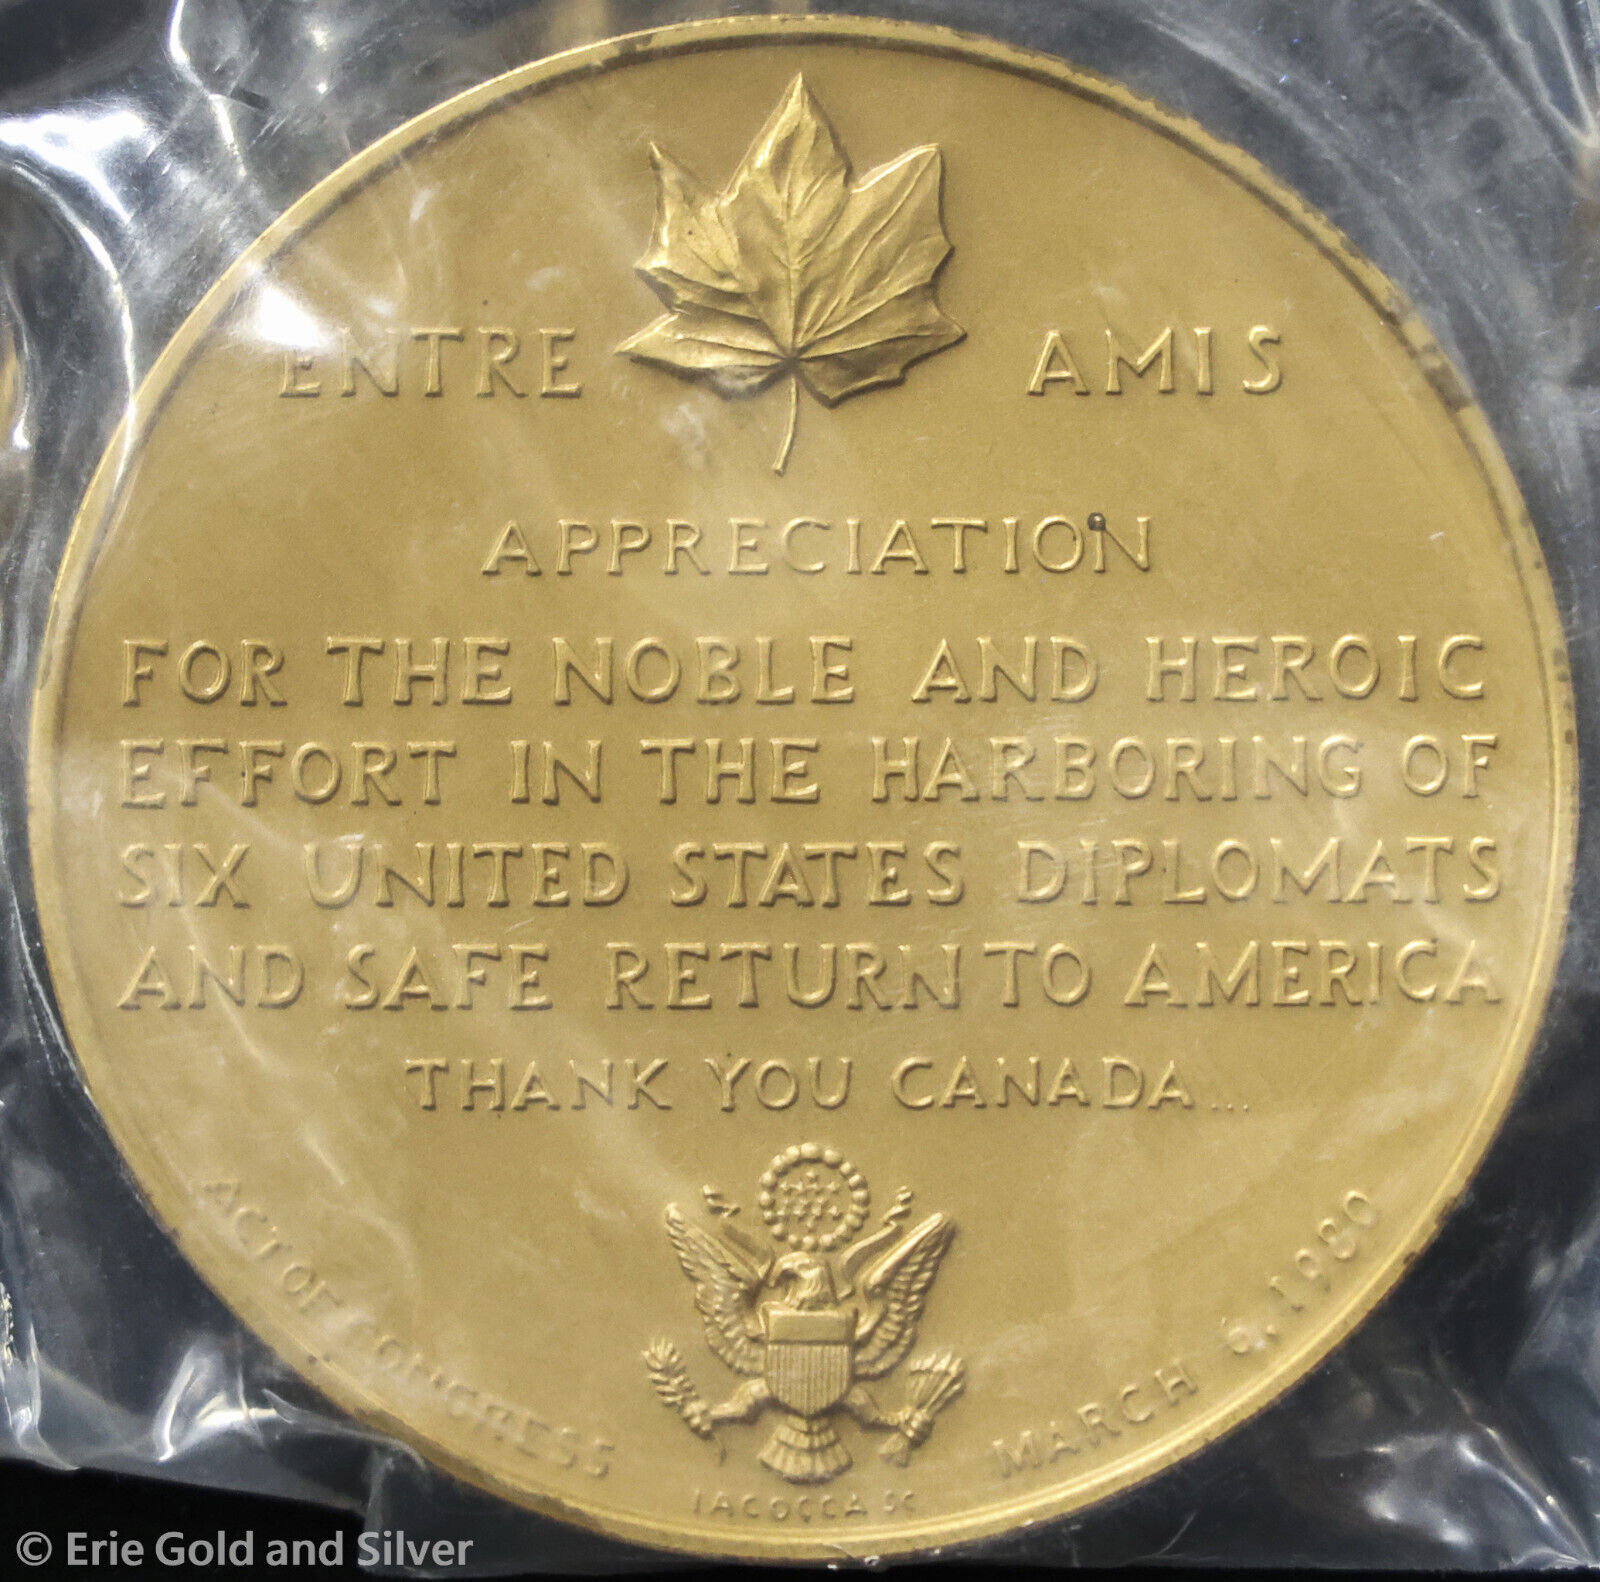 ENTRE AMIS
APPRECIATION
FOR THE NOBLE AND HEROIC
EFFORT IN THE HARBORING OF
SIX UNITED STATES DIPLOMATS
AND SAFE RETURN TO AMERICA
THANK YOU CANADA...
ACT OF CONGRESS MARCH 6, 1980
IACOCCA SC
© Erie Gold and Silver